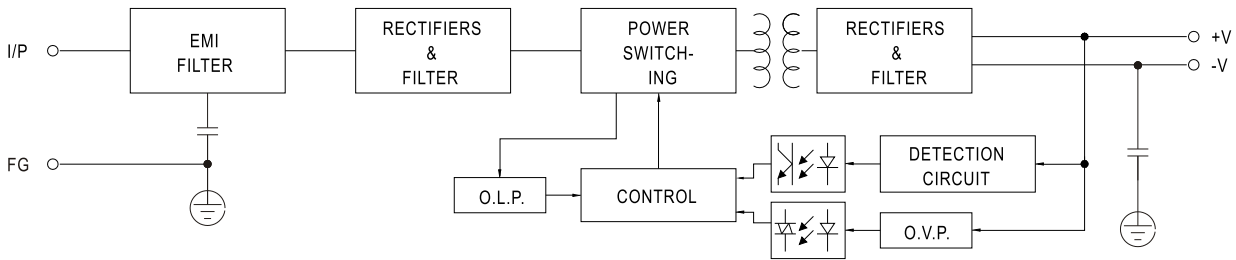 I/P
EMI
FILTER
RECTIFIERS
&
FILTER
POWER
SWITCH-
ING
RECTIFIERS
&
FILTER
+V
-V
FG
O.L.P.
CONTROL
DETECTION
CIRCUIT
O.V.P.